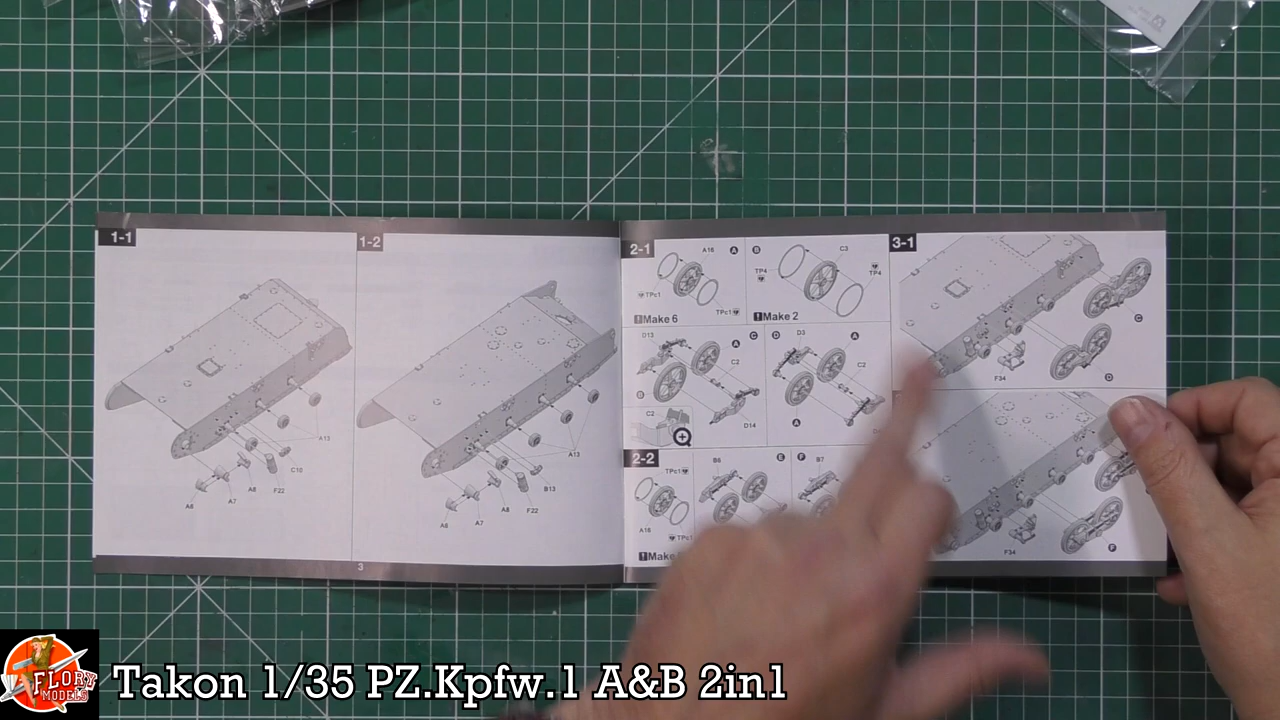 1-1
A13
C10
F22
A8
A7
A6
1-2
A13
B13
F22
A8
A7
A6
3
2-1
A16 A
TPc1
TPc1
Make 6
B C3
TP4
TP4
Make 2
D13
A C
C2
B
D14
C2
D D3 A
C2
A
2-2
TPc1
A16
TPc1
Make
B6 E
F B7
3-1
C
D
F34
F34
F
FLORY
MODELS
Takon 1/35 PZ.Kpfw.1 A&B 2in1